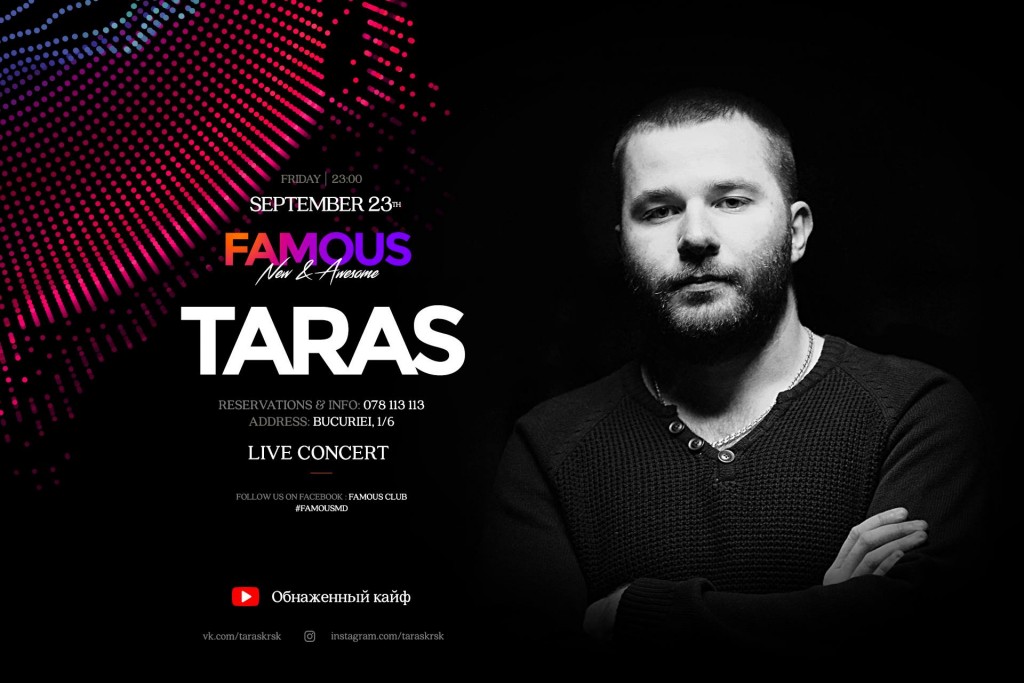 FRIDAY | 23:00
SEPTEMBER 23TH
FAMOUS
New & Awesome
TARAS
RESERVATIONS & INFO: 078 113 113
ADDRESS: BUCURIEI, 1/6
LIVE CONCERT
FOLLOW US ON FACEBOOK : FAMOUS CLUB
#FAMOUSMD
Обнаженный кайф
vk.com/taraskrsk instagram.com/taraskrsk